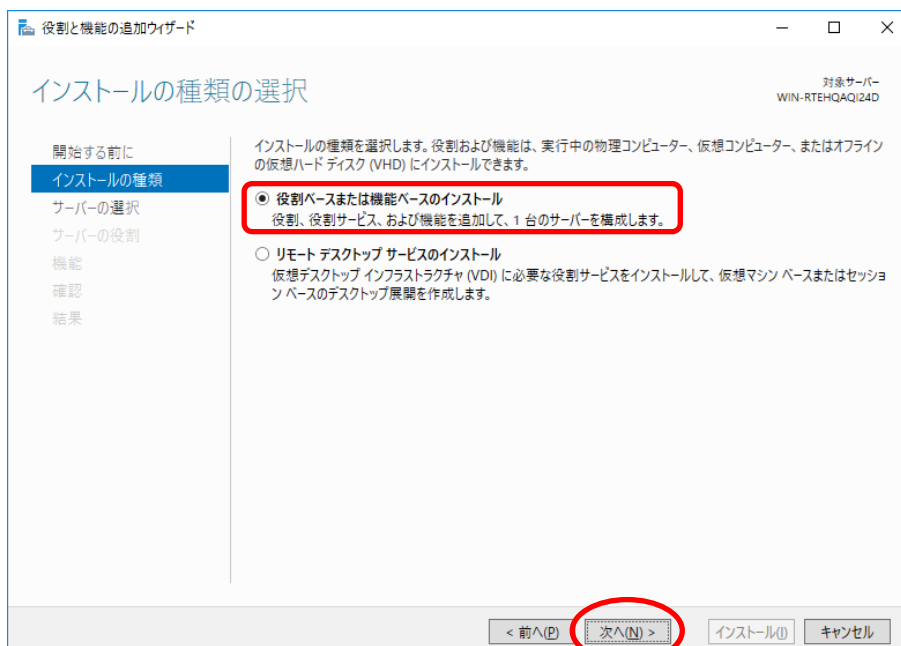 役割と機能の追加ウィザード
インストールの種類の選択
対象サーバー
WIN-RTEHQAQI24D
開始する前に
インストールの種類
サーバーの選択
サーバーの役割
機能
確認
結果
インストールの種類を選択します。役割および機能は、実行中の物理コンピューター、仮想コンピューター、またはオフライン
の仮想ハード ディスク (VHD) にインストールできます。
役割ベースまたは機能ベースのインストール
役割、役割サービス、および機能を追加して、1 台のサーバーを構成します。
リモート デスクトップ サービスのインストール
仮想デスクトップ インフラストラクチャ (VDI) に必要な役割サービスをインストールして、仮想マシン ベースまたはセッショ
ン ベースのデスクトップ展開を作成します。
< 前へ(P)
次へ(N) >
インストール(I)
キャンセル